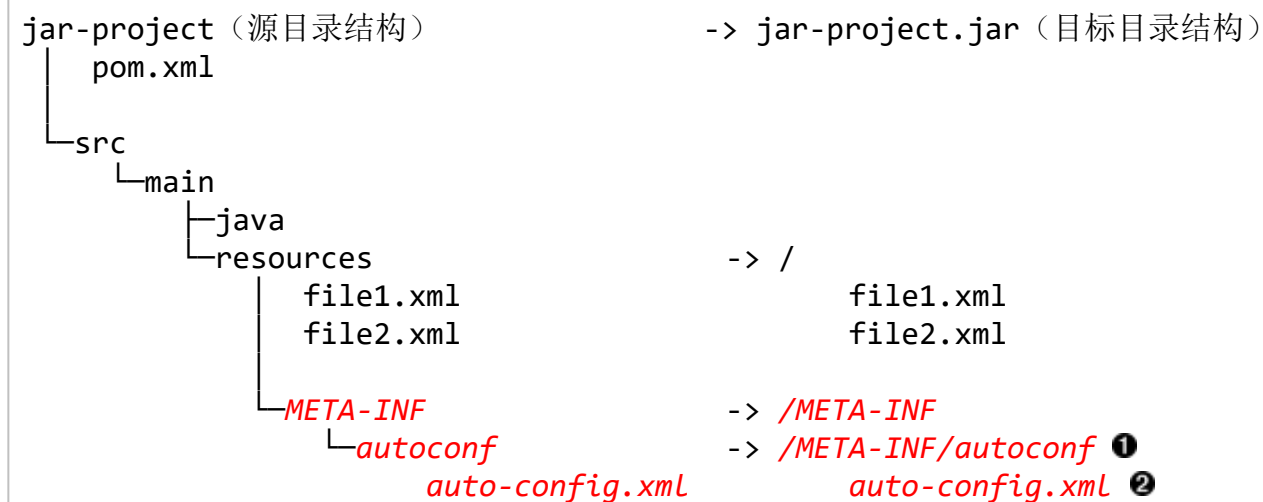 jar-project（源目录结构） -> jar-project.jar（目标目录结构）
│  pom.xml
│
└─src
└─main
├─java
└─resources -> /
│  file1.xml file1.xml
│  file2.xml file2.xml
│
└─META-INF -> /META-INF
└─autoconf -> /META-INF/autoconf ❶
auto-config.xml auto-config.xml ❷